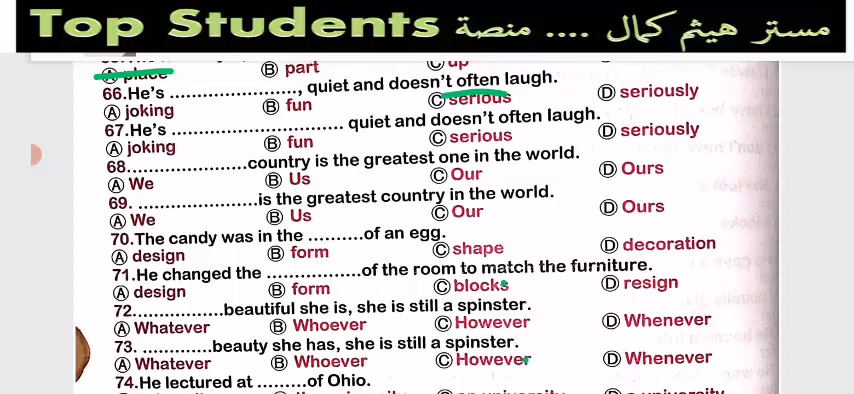 Top Students مستر هيثم كمال .... منصة
Ⓐ place Ⓑ part Ⓒ up
66.He's ........................, quiet and doesn't often laugh.
Ⓐ joking Ⓑ fun Ⓒ serious Ⓓ seriously
67.He's ................................ quiet and doesn't often laugh.
Ⓐ joking Ⓑ fun Ⓒ serious Ⓓ seriously
68.......................country is the greatest one in the world.
Ⓐ We Ⓑ Us Ⓒ Our Ⓓ Ours
69. .......................is the greatest country in the world.
Ⓐ We Ⓑ Us Ⓒ Our Ⓓ Ours
70.The candy was in the ..........of an egg.
Ⓐ design Ⓑ form Ⓒ shape Ⓓ decoration
71.He changed the .................of the room to match the furniture.
Ⓐ design Ⓑ form Ⓒ blocks Ⓓ resign
72.................beautiful she is, she is still a spinster.
Ⓐ Whatever Ⓑ Whoever Ⓒ However Ⓓ Whenever
73. .............beauty she has, she is still a spinster.
Ⓐ Whatever Ⓑ Whoever Ⓒ However Ⓓ Whenever
74.He lectured at .........of Ohio.